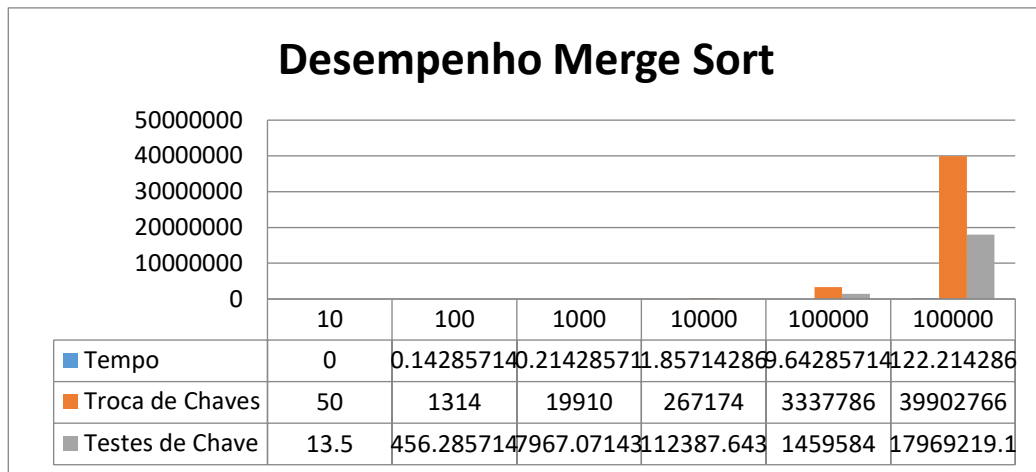 Desempenho Merge Sort
50000000
40000000
30000000
20000000
10000000
0
10 100 1000 10000 100000 100000
Tempo 0 0.14285714 0.21428571 1.85714286 9.64285714 122.214286
Troca de Chaves 50 1314 19910 267174 3337786 39902766
Testes de Chave 13.5 456.285714 7967.07143 112387.643 1459584 17969219.1